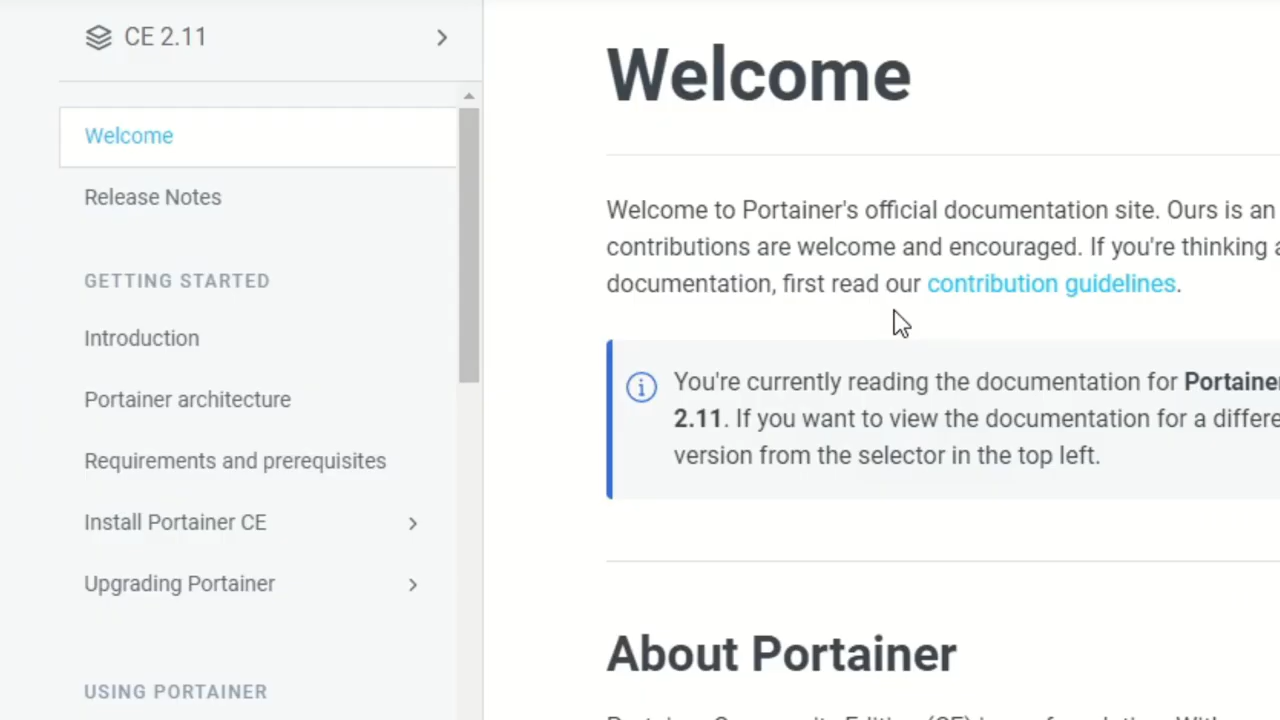 CE 2.11
Welcome
Release Notes
GETTING STARTED
Introduction
Portainer architecture
Requirements and prerequisites
Install Portainer CE
Upgrading Portainer
USING PORTAINER
Welcome
Welcome to Portainer's official documentation site. Ours is an
contributions are welcome and encouraged. If you're thinking
documentation, first read our contribution guidelines.
You're currently reading the documentation for Portainer
2.11. If you want to view the documentation for a differe
version from the selector in the top left.
About Portainer